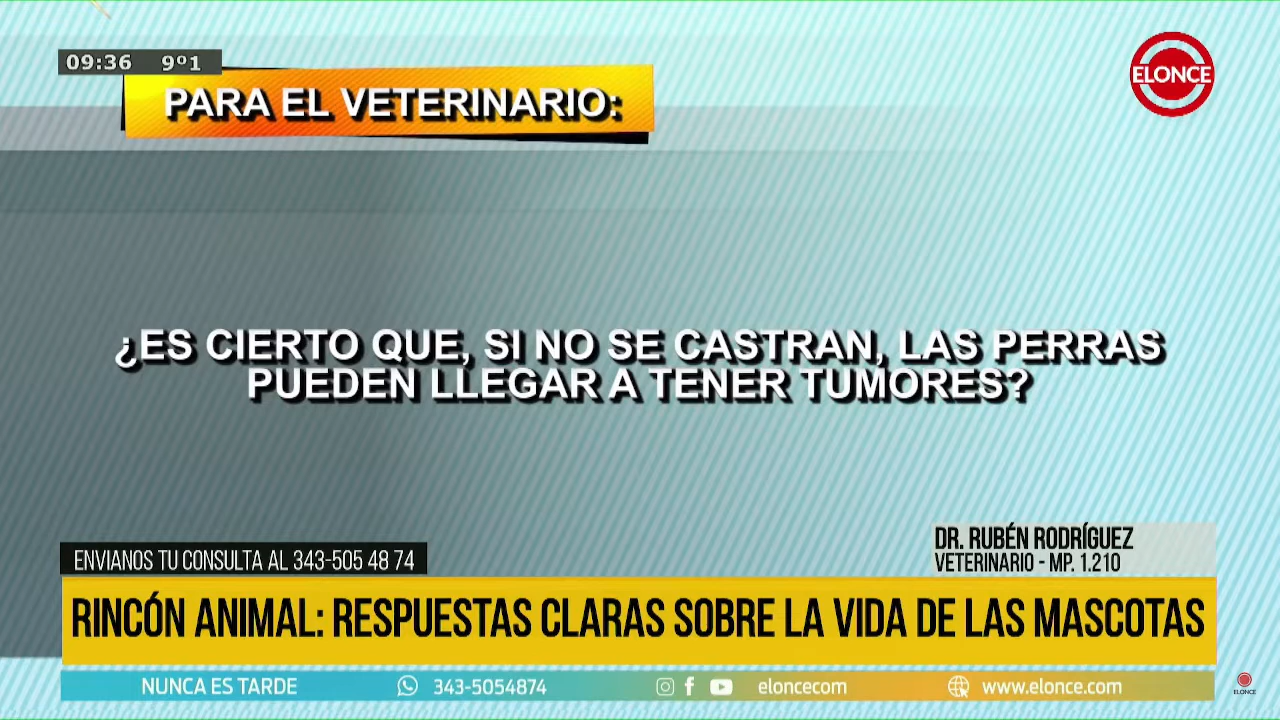 09:36 9º1
ELONCE
PARA EL VETERINARIO:
¿ES CIERTO QUE, SI NO SE CASTRAN, LAS PERRAS
PUEDEN LLEGAR A TENER TUMORES?
DR. RUBÉN RODRÍGUEZ
VETERINARIO - MP. 1.210
ENVIANOS TU CONSULTA AL 343-505 48 74
RINCÓN ANIMAL: RESPUESTAS CLARAS SOBRE LA VIDA DE LAS MASCOTAS
NUNCA ES TARDE 343-5054874 eloncecom www.elonce.com
ELONCE